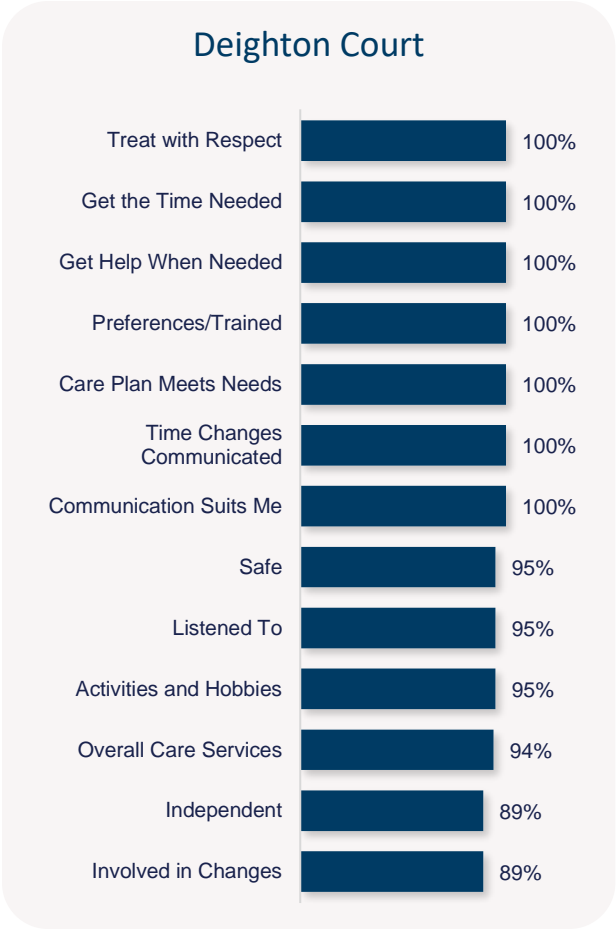 Deighton Court
Treat with Respect 100%
Get the Time Needed 100%
Get Help When Needed 100%
Preferences/Trained 100%
Care Plan Meets Needs 100%
Time Changes
Communicated 100%
Communication Suits Me 100%
Safe 95%
Listened To 95%
Activities and Hobbies 95%
Overall Care Services 94%
Independent 89%
Involved in Changes 89%